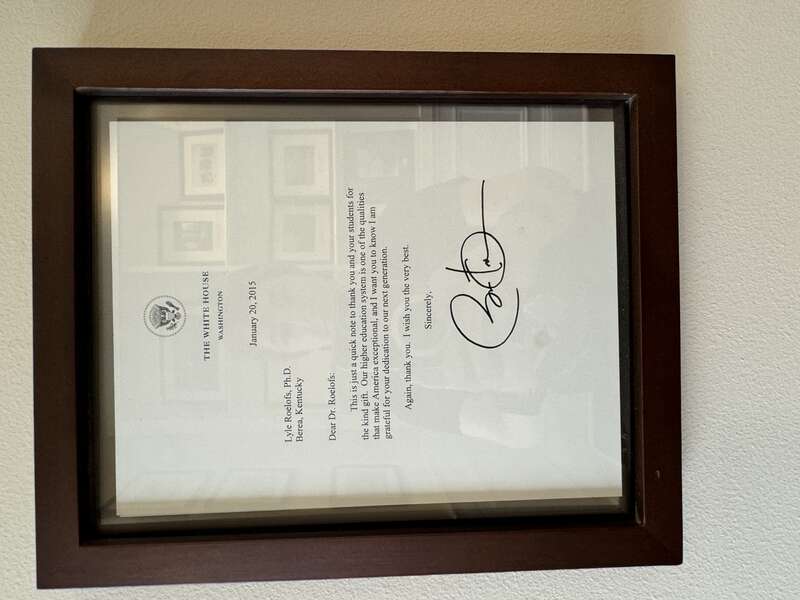 THE WHITE HOUSE
WASHINGTON
January 20, 2015
Lyle Roelofs, Ph.D.
Berea, Kentucky
Dear Dr. Roelofs:
This is just a quick note to thank you and your students for
the kind gift. Our higher education system is one of the qualities
that make America exceptional, and I want you to know I am
grateful for your dedication to our next generation.
Again, thank you. I wish you the very best.
Sincerely,